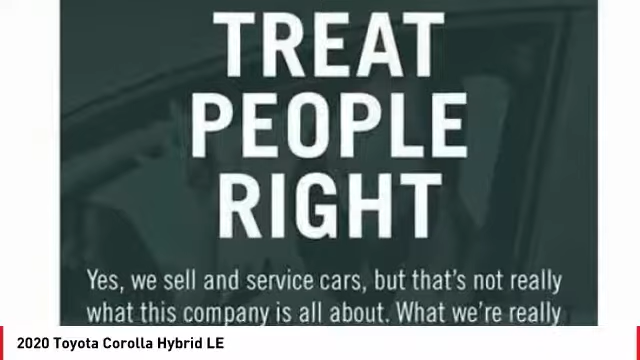 TREAT
PEOPLE
RIGHT
Yes, we sell and service cars, but that's not really
what this company is all about. What we're really
2020 Toyota Corolla Hybrid LE